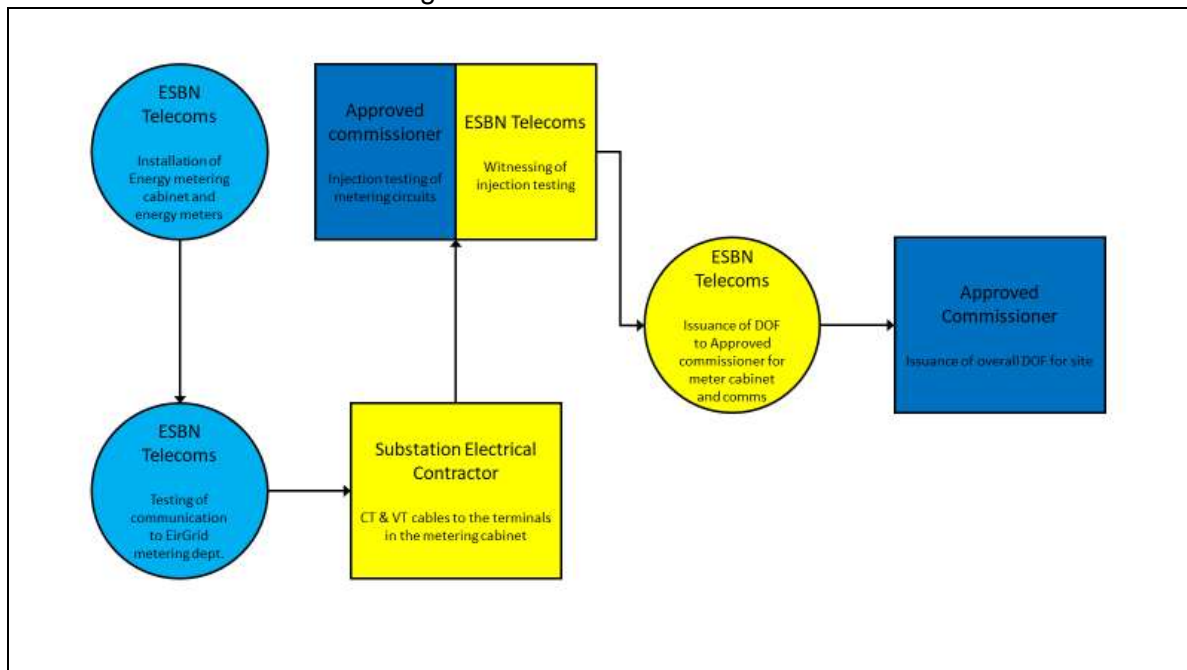 ESBN
Telecoms
Installation of
Energy metering
cabinet and
energy meters
Approved
commissioner
Injection testing of
metering circuits
ESBN Telecoms
Witnessing of
injection testing
ESBN
Telecoms
Issuance of DOF
to Approved
commissioner for
meter cabinet
and comms
Approved
Commissioner
Issuance of overall DOF for site
ESBN
Telecoms
Testing of
communication
to EirGrid
metering dept.
Substation Electrical
Contractor
CT & VT cables to the terminals
in the metering cabinet